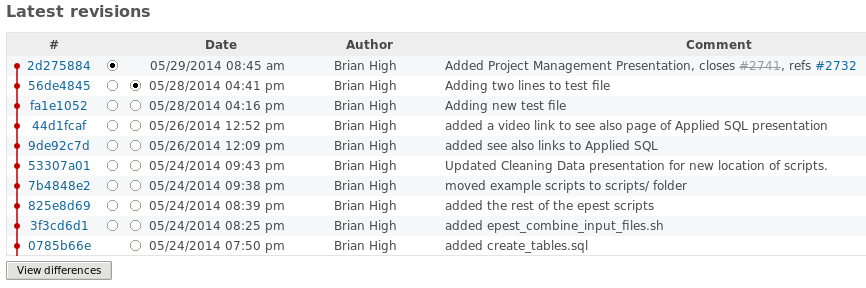 Latest revisions
# Date Author Comment
2d275884 05/29/2014 08:45 am Brian High Added Project Management Presentation, closes #2741, refs #2732
56de4845 05/28/2014 04:41 pm Brian High Adding two lines to test file
fa1e1052 05/28/2014 04:16 pm Brian High Adding new test file
44d1fcaf 05/26/2014 12:52 pm Brian High added a video link to see also page of Applied SQL presentation
9de92c7d 05/26/2014 12:09 pm Brian High added see also links to Applied SQL
53307a01 05/24/2014 09:43 pm Brian High Updated Cleaning Data presentation for new location of scripts.
7b4848e2 05/24/2014 09:38 pm Brian High moved example scripts to scripts/ folder
825e8d69 05/24/2014 08:39 pm Brian High added the rest of the epest scripts
3f3cd6d1 05/24/2014 08:25 pm Brian High added epest_combine_input_files.sh
0785b66e 05/24/2014 07:50 pm Brian High added create_tables.sql
View differences